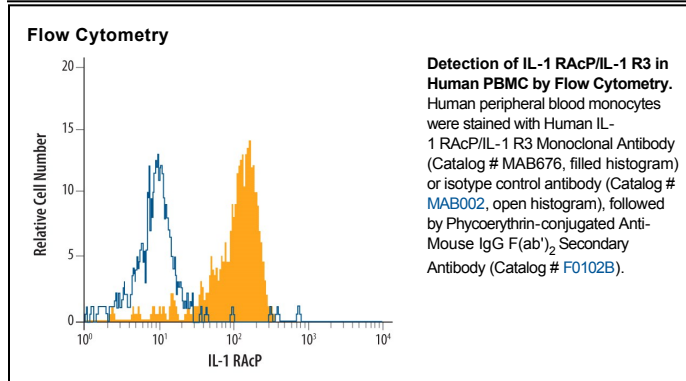 Flow Cytometry
Relative Cell Number
20
15
10
5
0
10⁰
10¹
10²
10³
10⁴
IL-1 RAcP
Detection of IL-1 RAcP/IL-1 R3 in
Human PBMC by Flow Cytometry.
Human peripheral blood monocytes
were stained with Human IL-
1 RAcP/IL-1 R3 Monoclonal Antibody
(Catalog # MAB676, filled histogram)
or isotype control antibody (Catalog #
MAB002, open histogram), followed
by Phycoerythrin-conjugated Anti-
Mouse IgG F(ab')₂ Secondary
Antibody (Catalog # F0102B).